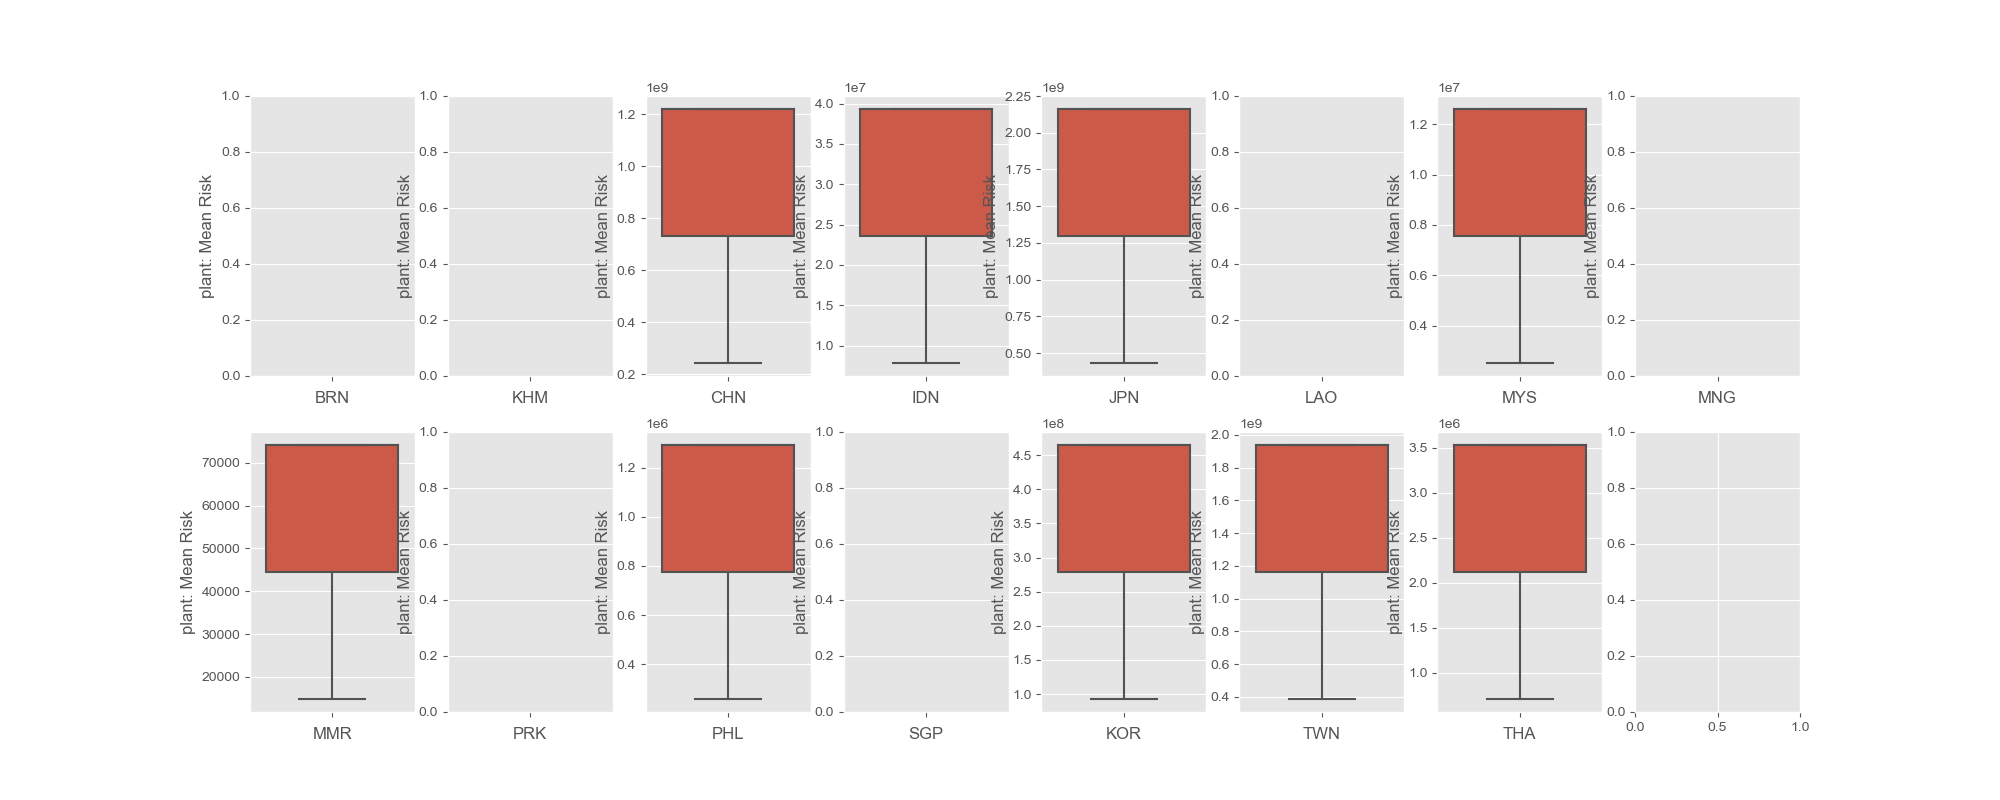 1e9
1e7
1e9
1e7
plant: Mean Risk
1.0
0.8
0.6
0.4
0.2
0.0
BRN
plant: Mean Risk
1.0
0.8
0.6
0.4
0.2
0.0
KHM
plant: Mean Risk
1.2
1.0
0.8
0.6
0.4
0.2
CHN
plant: Mean Risk
4.0
3.5
3.0
2.5
2.0
1.5
1.0
IDN
plant: Mean Risk
2.25
2.00
1.75
1.50
1.25
1.00
0.75
0.50
JPN
plant: Mean Risk
1.0
0.8
0.6
0.4
0.2
0.0
LAO
plant: Mean Risk
1.2
1.0
0.8
0.6
0.4
MYS
plant: Mean Risk
1.0
0.8
0.6
0.4
0.2
0.0
MNG
plant: Mean Risk
70000
60000
50000
40000
30000
20000
MMR
plant: Mean Risk
1.0
0.8
0.6
0.4
0.2
0.0
PRK
1e6
plant: Mean Risk
1.2
1.0
0.8
0.6
0.4
PHL
plant: Mean Risk
1.0
0.8
0.6
0.4
0.2
0.0
SGP
1e8
plant: Mean Risk
4.5
4.0
3.5
3.0
2.5
2.0
1.5
1.0
KOR
1e9
plant: Mean Risk
2.0
1.8
1.6
1.4
1.2
1.0
0.8
0.6
0.4
TWN
1e6
plant: Mean Risk
3.5
3.0
2.5
2.0
1.5
1.0
THA
1.0
0.8
0.6
0.4
0.2
0.0
0.0 0.5 1.0